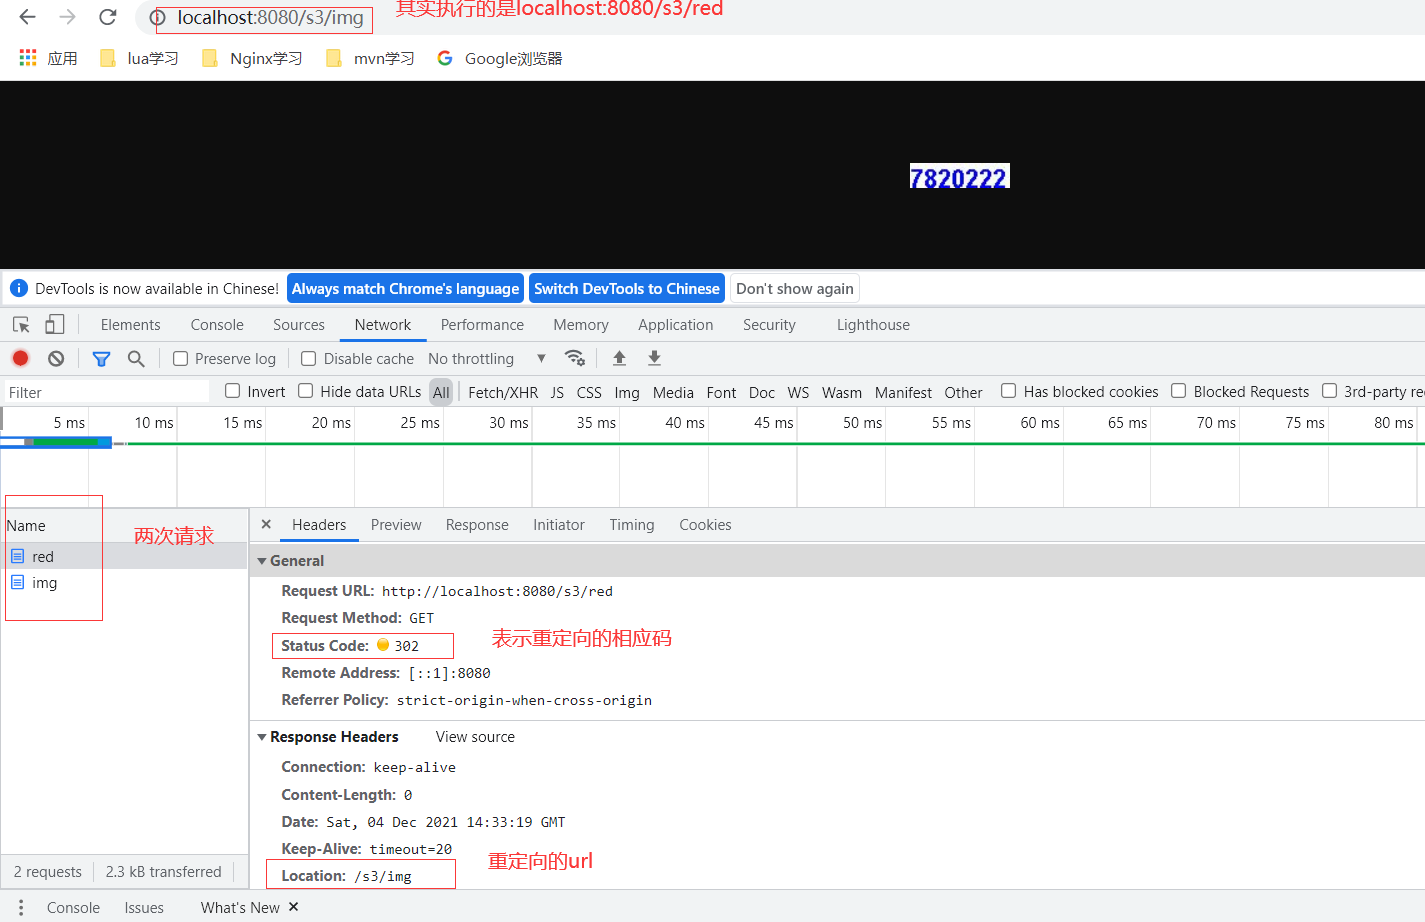 localhost:8080/s3/img
其实执行的是localhost:8080/s3/red
应用 lua学习 Nginx学习 mvn学习 Google浏览器
7820222
DevTools is now available in Chinese! Always match Chrome's language Switch DevTools to Chinese Don't show again
Elements Console Sources Network Performance Memory Application Security Lighthouse
Preserve log Disable cache No throttling
Filter Invert Hide data URLs All Fetch/XHR JS CSS Img Media Font Doc WS Wasm Manifest Other Has blocked cookies Blocked Requests 3rd-party re
5 ms 10 ms 15 ms 20 ms 25 ms 30 ms 35 ms 40 ms 45 ms 50 ms 55 ms 60 ms 65 ms 70 ms 75 ms 80 ms
Name
两次请求
red
img
Headers Preview Response Initiator Timing Cookies
General
Request URL: http://localhost:8080/s3/red
Request Method: GET
Status Code: 302
表示重定向的相应码
Remote Address: [::1]:8080
Referrer Policy: strict-origin-when-cross-origin
Response Headers View source
Connection: keep-alive
Content-Length: 0
Date: Sat, 04 Dec 2021 14:33:19 GMT
Keep-Alive: timeout=20
Location: /s3/img
重定向的url
2 requests 2.3 kB transferred
Console Issues What's New